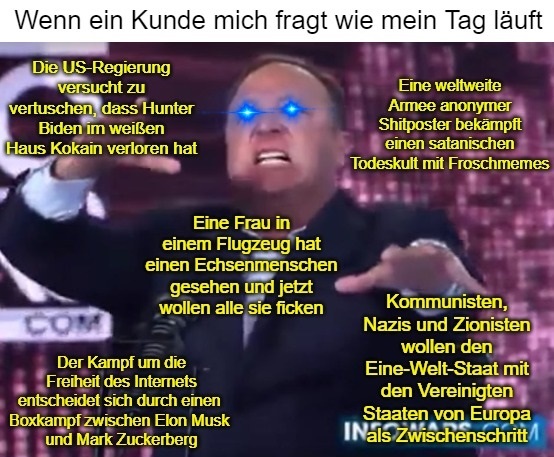 Wenn ein Kunde mich fragt wie mein Tag läuft
Die US-Regierung
versucht zu
vertuschen, dass Hunter
Biden im weißen
Haus Kokain verloren hat
Eine weltweite
Armee anonymer
Shitposter bekämpft
einen satanischen
Todeskult mit Froschmemes
Eine Frau in
einem Flugzeug hat
einen Echsenmenschen
gesehen und jetzt
wollen alle sie ficken
Kommunisten,
Nazis und Zionisten
wollen den
Eine-Welt-Staat mit
den Vereinigten
Staaten von Europa
als Zwischenschritt
COM
Der Kampf um die
Freiheit des Internets
entscheidet sich durch einen
Boxkampf zwischen Elon Musk
und Mark Zuckerberg